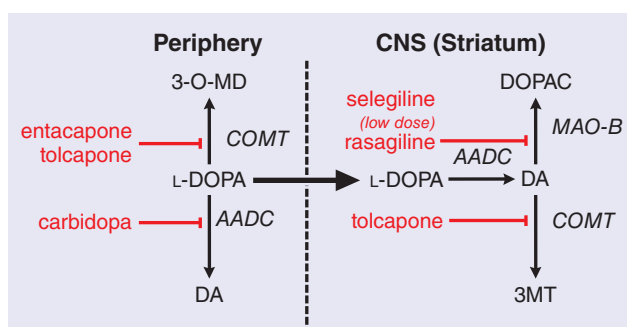 Periphery
CNS (Striatum)
3-O-MD
DOPAC
selegiline
(low dose)
rasagiline
entacapone
tolcapone
COMT
MAO-B
AADC
L-DOPA
L-DOPA
DA
carbidopa
AADC
tolcapone
COMT
DA
3MT